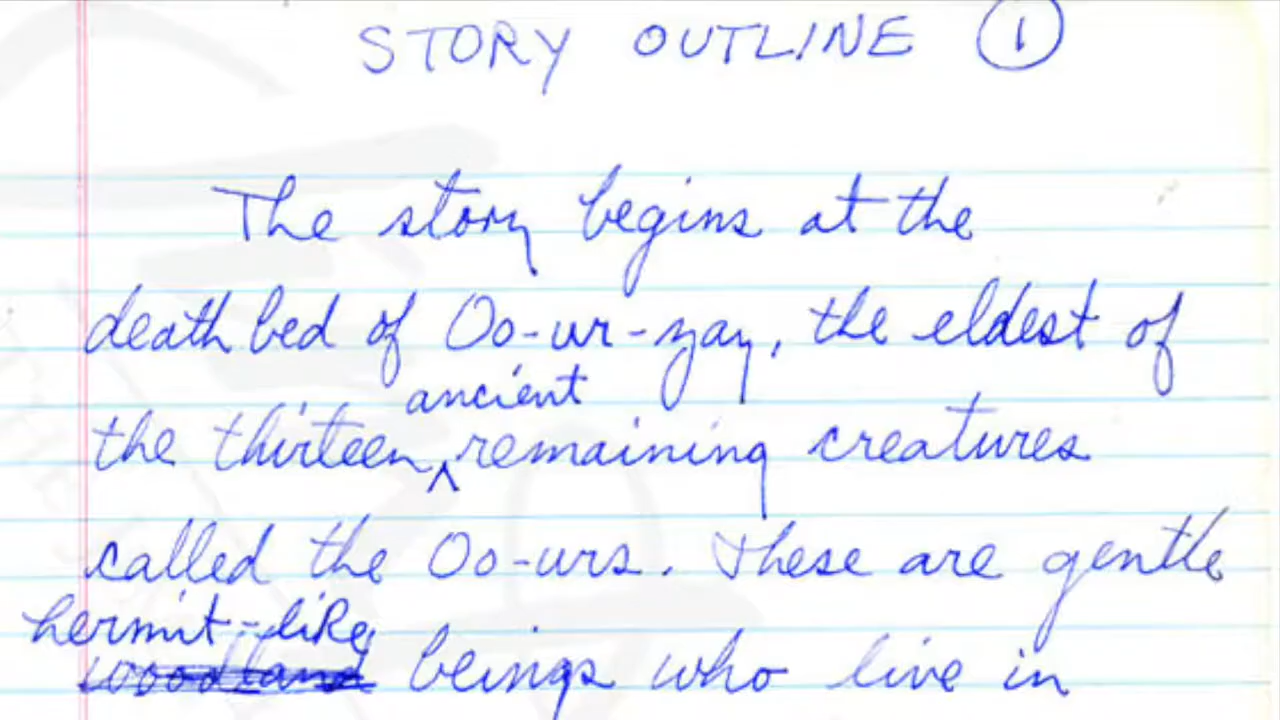 STORY OUTLINE 1
The story begins at the
death bed of Oo-ur-zay, the eldest of
ancient
the thirteen ^ remaining creatures
called the Oo-urs. These are gentle
hermit-like
woodland beings who live in